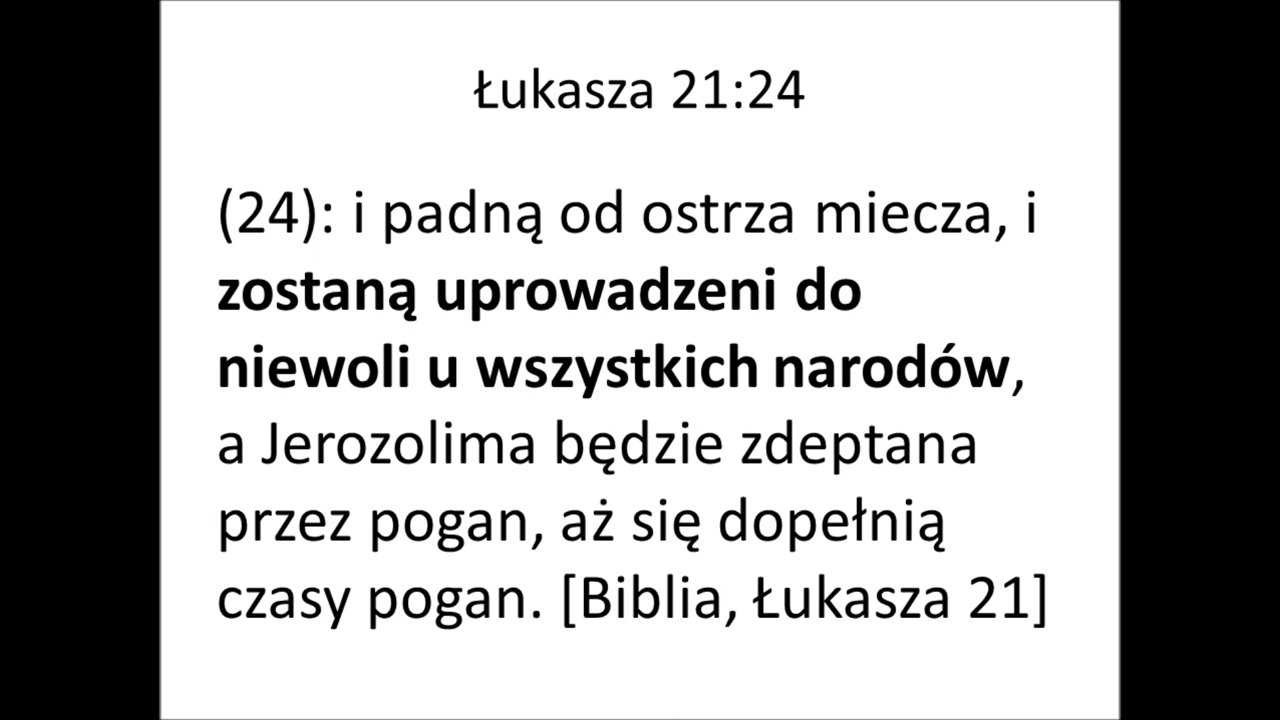 Łukasza 21:24
(24): i padną od ostrza miecza, i
zostaną uprowadzeni do
niewoli u wszystkich narodów,
a Jerozolima będzie zdeptana
przez pogan, aż się dopełnią
czasy pogan. [Biblia, Łukasza 21]